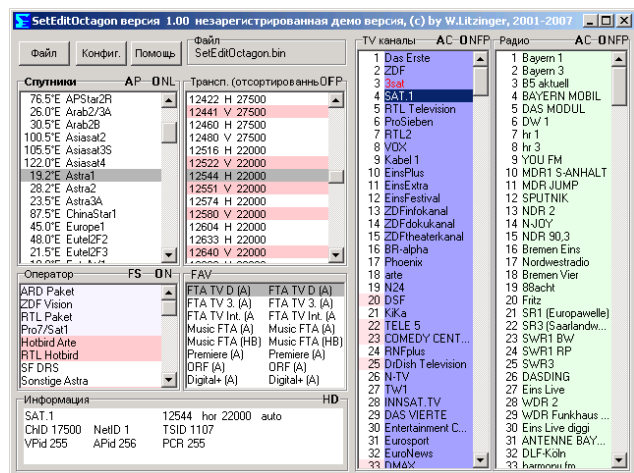 SetEditOctagon версия 1.00 незарегистрированная демо версия, (c) by W.Litzinger, 2001-2007
Файл
Конфиг.
Помощь
Файл
SetEditOctagon.bin
Спутники AP ONL
76.5°E APStar2R
26.0°E Arab2/3A
30.5°E Arab2B
100.5°E Asiasat2
105.5°E Asiasat3S
122.0°E Asiasat4
19.2°E Astra1
28.2°E Astra2
23.5°E Astra3A
87.5°E ChinaStar1
45.0°E Europe1
48.0°E Eutel2F2
21.5°E Eutel2F3
Трансп. (отсортированнь OFP
12422 H 27500
12441 V 27500
12460 H 27500
12480 V 27500
12516 H 22000
12522 V 22000
12544 H 22000
12551 V 22000
12574 H 22000
12580 V 22000
12604 H 22000
12633 H 22000
12640 V 22000
Оператор FS ON
ARD Paket
ZDF Vision
RTL Paket
Pro7/Sat1
Hotbird Arte
RTL Hotbird
SF DRS
Sonstige Astra
FAV
FTA TV D (A) FTA TV D (A)
FTA TV 3. (A) FTA TV 3. (A)
FTA TV Int. (A FTA TV Int. (A
Music FTA (A) Music FTA (A)
Music FTA (HB) Music FTA (HB)
Premiere (A) Premiere (A)
ORF (A) ORF (A)
Digital+ (A) Digital+ (A)
Информация HD
SAT.1 12544 hor 22000 auto
ChID 17500 NetID 1 TSID 1107
VPid 255 APid 256 PCR 255
TV каналы AC ONFP
1 Das Erste
2 ZDF
3 3sat
4 SAT.1
5 RTL Television
6 ProSieben
7 RTL2
8 VOX
9 Kabel 1
10 EinsPlus
11 EinsExtra
12 EinsFestival
13 ZDFinfokanal
14 ZDFdokukanal
15 ZDFtheaterkanal
16 BR-alpha
17 Phoenix
18 arte
19 N24
20 DSF
21 KiKa
22 TELE 5
23 COMEDY CENT...
24 RNFplus
25 DrDish Television
26 N-TV
27 TW1
28 INNSAT.TV
29 DAS VIERTE
30 Entertainment C...
31 Eurosport
32 EuroNews
33 DMAX
Радио AC ONFP
1 Bayern 1
2 Bayern 3
3 B5 aktuell
4 BAYERN MOBIL
5 DAS MODUL
6 DW 1
7 hr 1
8 hr 3
9 YOU FM
10 MDR1 S-ANHALT
11 MDR JUMP
12 SPUTNIK
13 NDR 2
14 N-JOY
15 NDR 90,3
16 Bremen Eins
17 Nordwestradio
18 Bremen Vier
19 88acht
20 Fritz
21 SR1 (Europawelle)
22 SR3 (Saarlandw...
23 SWR1 BW
24 SWR1 RP
25 SWR3
26 DASDING
27 Eins Live
28 WDR 2
29 WDR Funkhaus ...
30 Eins Live diggi
31 ANTENNE BAY...
32 DLF-Köln
33 harmony.fm